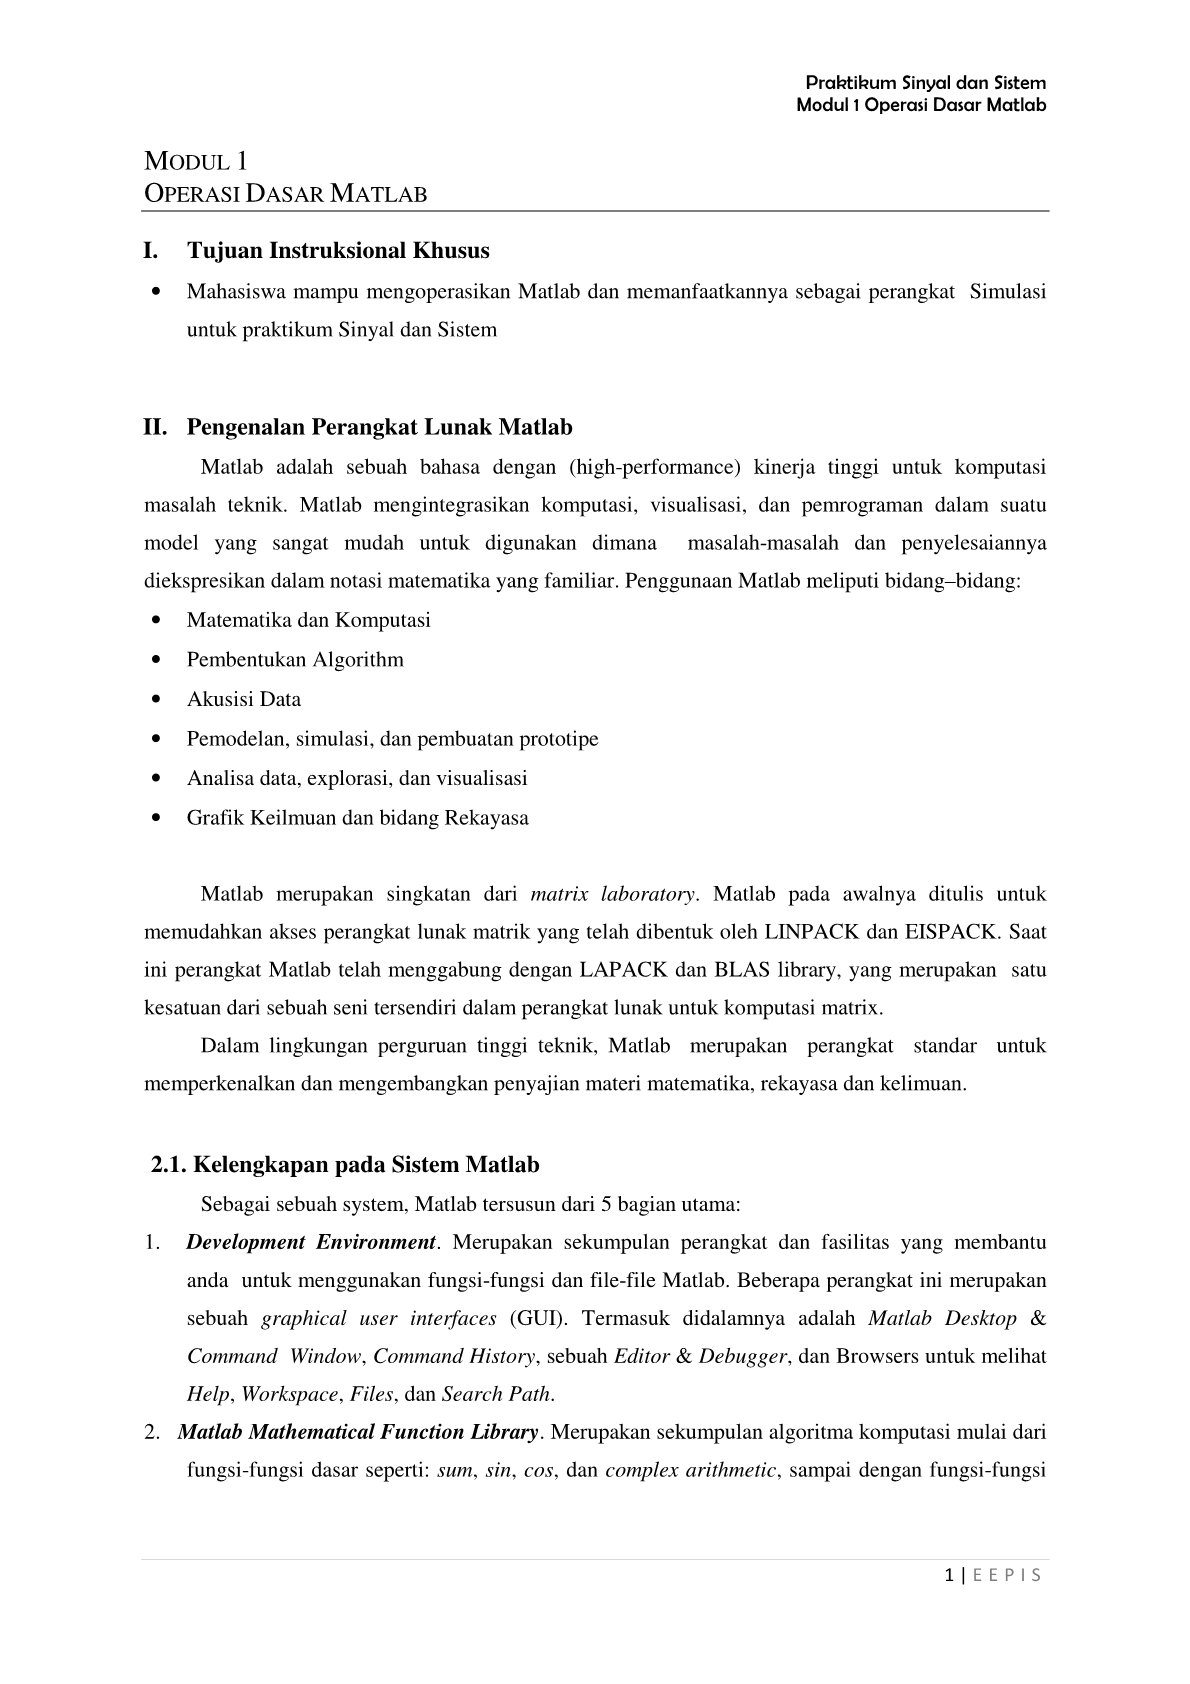 Praktikum Sinyal dan Sistem
Modul 1 Operasi Dasar Matlab
MODUL 1
OPERASI DASAR MATLAB
I. Tujuan Instruksional Khusus
• Mahasiswa mampu mengoperasikan Matlab dan memanfaatkannya sebagai perangkat Simulasi
untuk praktikum Sinyal dan Sistem
II. Pengenalan Perangkat Lunak Matlab
Matlab adalah sebuah bahasa dengan (high-performance) kinerja tinggi untuk komputasi
masalah teknik. Matlab mengintegrasikan komputasi, visualisasi, dan pemrograman dalam suatu
model yang sangat mudah untuk digunakan dimana masalah-masalah dan penyelesaiannya
diekspresikan dalam notasi matematika yang familiar. Penggunaan Matlab meliputi bidang–bidang:
• Matematika dan Komputasi
• Pembentukan Algorithm
• Akusisi Data
• Pemodelan, simulasi, dan pembuatan prototipe
• Analisa data, explorasi, dan visualisasi
• Grafik Keilmuan dan bidang Rekayasa
Matlab merupakan singkatan dari matrix laboratory. Matlab pada awalnya ditulis untuk
memudahkan akses perangkat lunak matrik yang telah dibentuk oleh LINPACK dan EISPACK. Saat
ini perangkat Matlab telah menggabung dengan LAPACK dan BLAS library, yang merupakan satu
kesatuan dari sebuah seni tersendiri dalam perangkat lunak untuk komputasi matrix.
Dalam lingkungan perguruan tinggi teknik, Matlab merupakan perangkat standar untuk
memperkenalkan dan mengembangkan penyajian materi matematika, rekayasa dan kelimuan.
2.1. Kelengkapan pada Sistem Matlab
Sebagai sebuah system, Matlab tersusun dari 5 bagian utama:
1. Development Environment. Merupakan sekumpulan perangkat dan fasilitas yang membantu
anda untuk menggunakan fungsi-fungsi dan file-file Matlab. Beberapa perangkat ini merupakan
sebuah graphical user interfaces (GUI). Termasuk didalamnya adalah Matlab Desktop &
Command Window, Command History, sebuah Editor & Debugger, dan Browsers untuk melihat
Help, Workspace, Files, dan Search Path.
2. Matlab Mathematical Function Library. Merupakan sekumpulan algoritma komputasi mulai dari
fungsi-fungsi dasar seperti: sum, sin, cos, dan complex arithmetic, sampai dengan fungsi-fungsi
1 | E E P I S